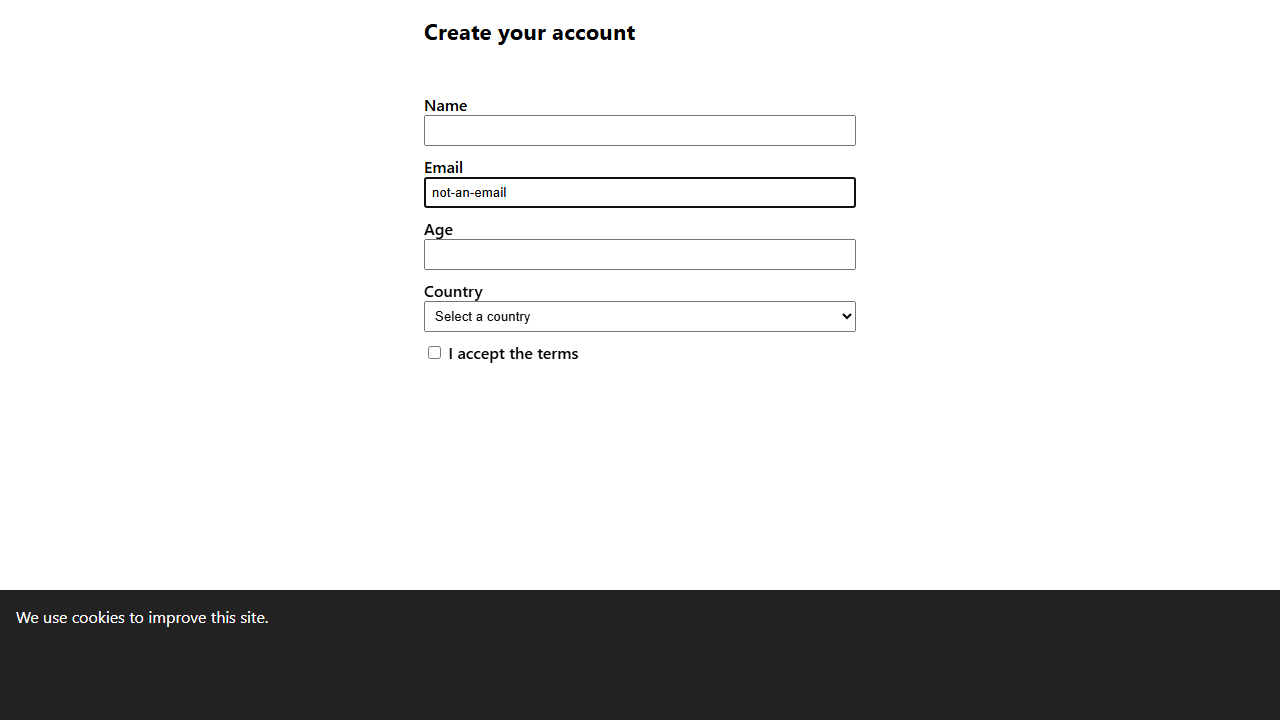 Create your account
Name
Email
not-an-email
Age
Country
Select a country
I accept the terms
We use cookies to improve this site.